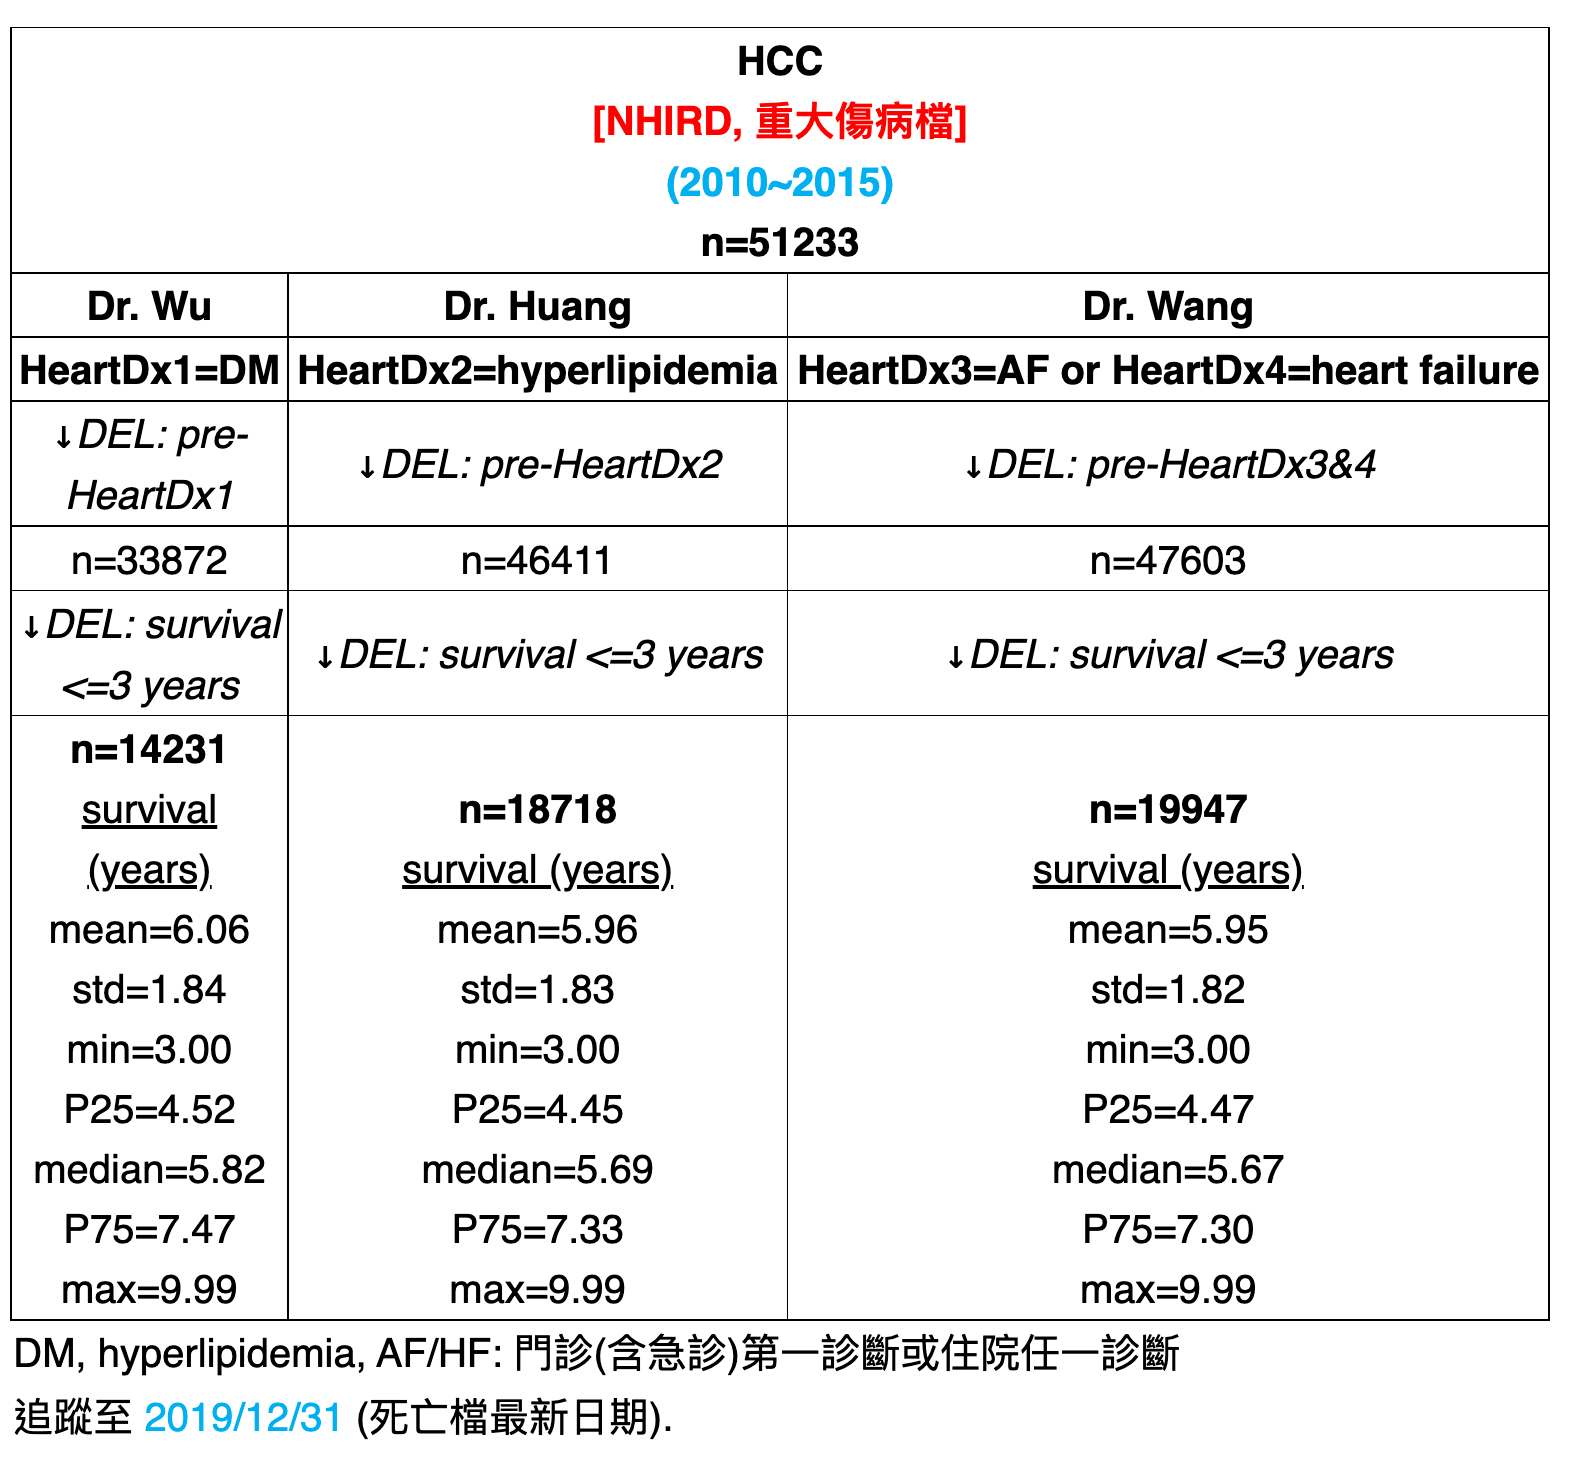 HCC
[NHIRD, 重大傷病檔]
(2010~2015)
n=51233
Dr. Wu
Dr. Huang
Dr. Wang
HeartDx1=DM
HeartDx2=hyperlipidemia
HeartDx3=AF or HeartDx4=heart failure
↓DEL: pre-
HeartDx1
↓DEL: pre-HeartDx2
↓DEL: pre-HeartDx3&4
n=33872
n=46411
n=47603
↓DEL: survival
<=3 years
↓DEL: survival <=3 years
↓DEL: survival <=3 years
n=14231
survival
(years)
mean=6.06
std=1.84
min=3.00
P25=4.52
median=5.82
P75=7.47
max=9.99
n=18718
survival (years)
mean=5.96
std=1.83
min=3.00
P25=4.45
median=5.69
P75=7.33
max=9.99
n=19947
survival (years)
mean=5.95
std=1.82
min=3.00
P25=4.47
median=5.67
P75=7.30
max=9.99
DM, hyperlipidemia, AF/HF: 門診(含急診)第一診斷或住院任一診斷
追蹤至 2019/12/31 (死亡檔最新日期).